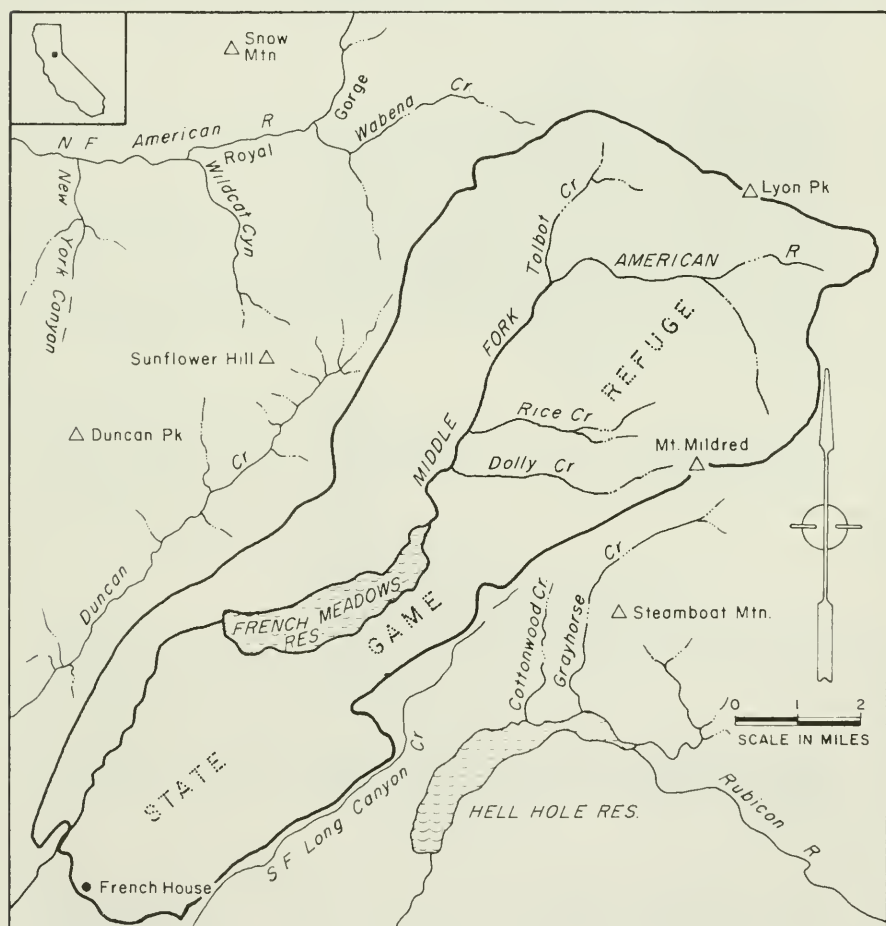 Snow
Mtn
Gorge
Wabena Cr
N F American R
Royal
Wildcat Cyn
New York Canyon
Lyon Pk
Talbot Cr
AMERICAN R
MIDDLE FORK
Sunflower Hill
Duncan Pk
Duncan Cr
Rice Cr
Dolly Cr
Mt. Mildred
STATE GAME REFUGE
FRENCH MEADOWS
RES.
Cottonwood Cr.
Grayhorse Cr
Steamboat Mtn.
0 1 2
SCALE IN MILES
S F Long Canyon Cr
HELL HOLE RES.
Rubicon R
French House